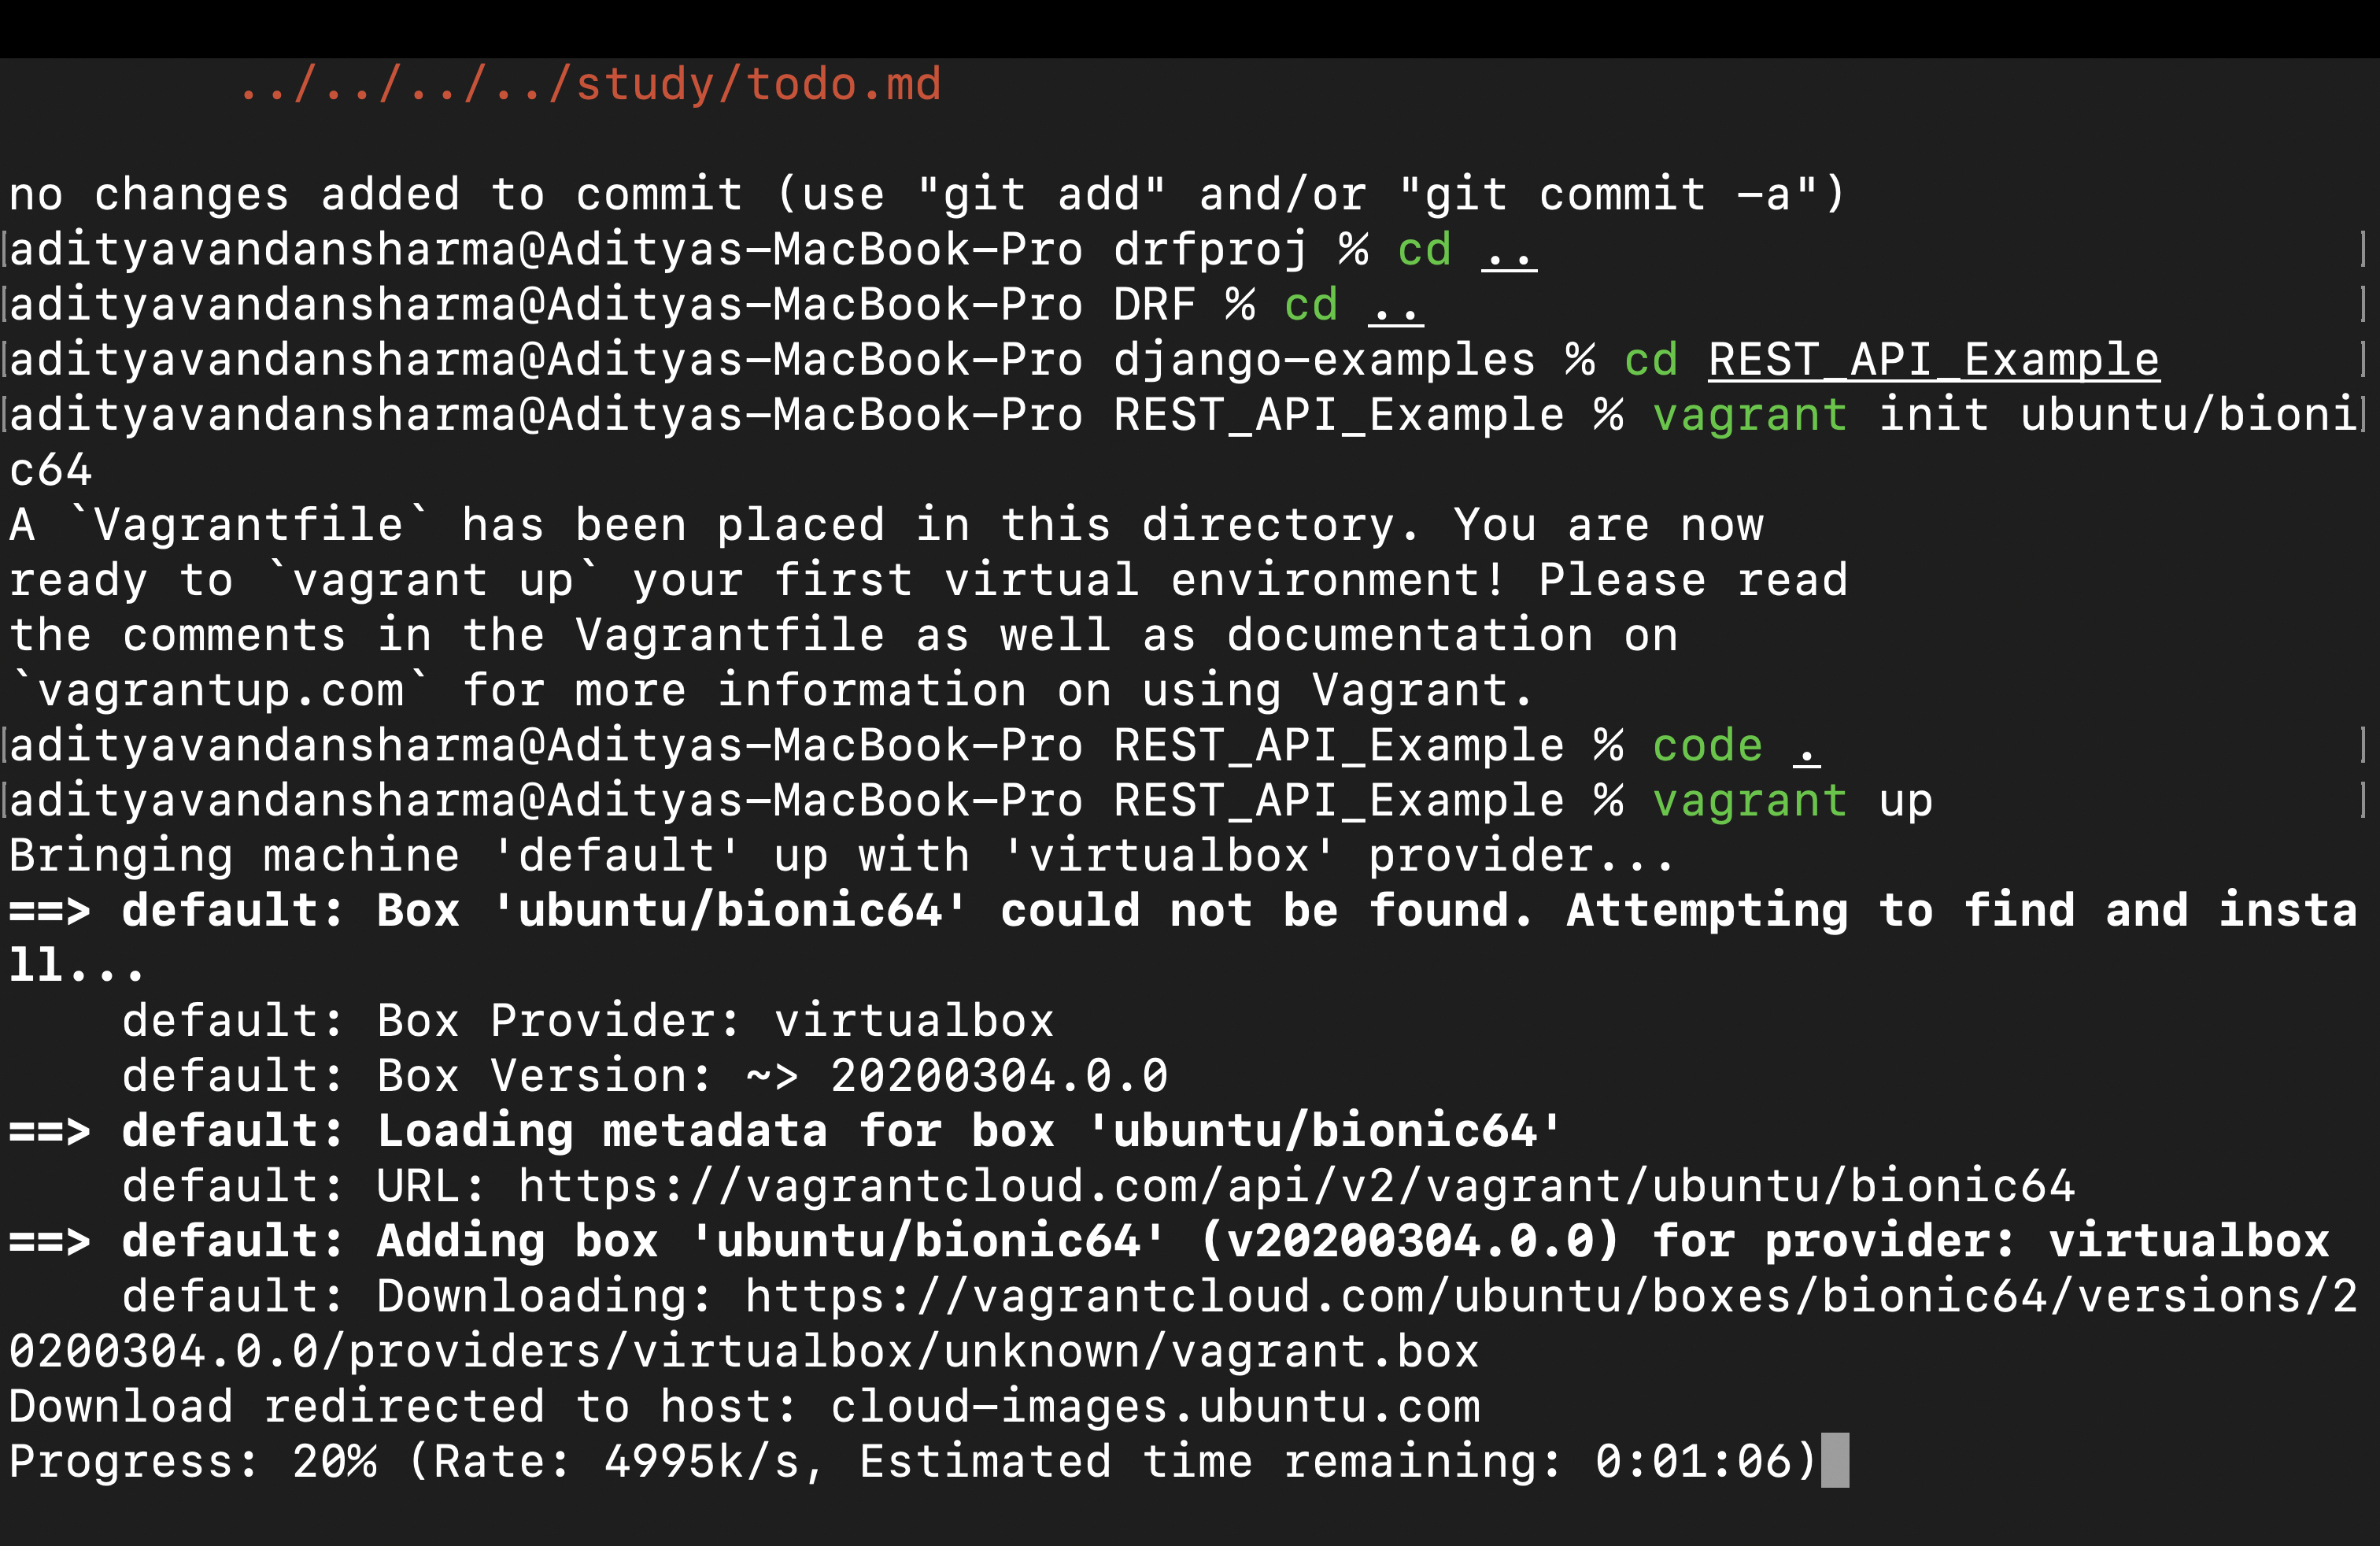 ../../../../study/todo.md
no changes added to commit (use "git add" and/or "git commit -a")
[adityavandansharma@Adityas-MacBook-Pro drfproj % cd .. ]
[adityavandansharma@Adityas-MacBook-Pro DRF % cd .. ]
[adityavandansharma@Adityas-MacBook-Pro django-examples % cd REST_API_Example ]
[adityavandansharma@Adityas-MacBook-Pro REST_API_Example % vagrant init ubuntu/bioni]
c64
A `Vagrantfile` has been placed in this directory. You are now
ready to `vagrant up` your first virtual environment! Please read
the comments in the Vagrantfile as well as documentation on
`vagrantup.com` for more information on using Vagrant.
[adityavandansharma@Adityas-MacBook-Pro REST_API_Example % code . ]
[adityavandansharma@Adityas-MacBook-Pro REST_API_Example % vagrant up ]
Bringing machine 'default' up with 'virtualbox' provider...
==> default: Box 'ubuntu/bionic64' could not be found. Attempting to find and insta
ll...
default: Box Provider: virtualbox
default: Box Version: ~> 20200304.0.0
==> default: Loading metadata for box 'ubuntu/bionic64'
default: URL: https://vagrantcloud.com/api/v2/vagrant/ubuntu/bionic64
==> default: Adding box 'ubuntu/bionic64' (v20200304.0.0) for provider: virtualbox
default: Downloading: https://vagrantcloud.com/ubuntu/boxes/bionic64/versions/2
0200304.0.0/providers/virtualbox/unknown/vagrant.box
Download redirected to host: cloud-images.ubuntu.com
Progress: 20% (Rate: 4995k/s, Estimated time remaining: 0:01:06)